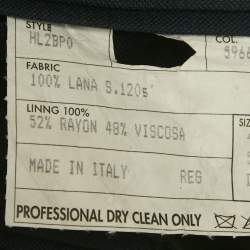 STYLE
HL2BP0 COL.
5966
FABRIC
100% LANA S.120s'
LINNG 100%
52% RAYON 48% VISCOSA
MADE IN ITALY REG
PROFESSIONAL DRY CLEAN ONLY